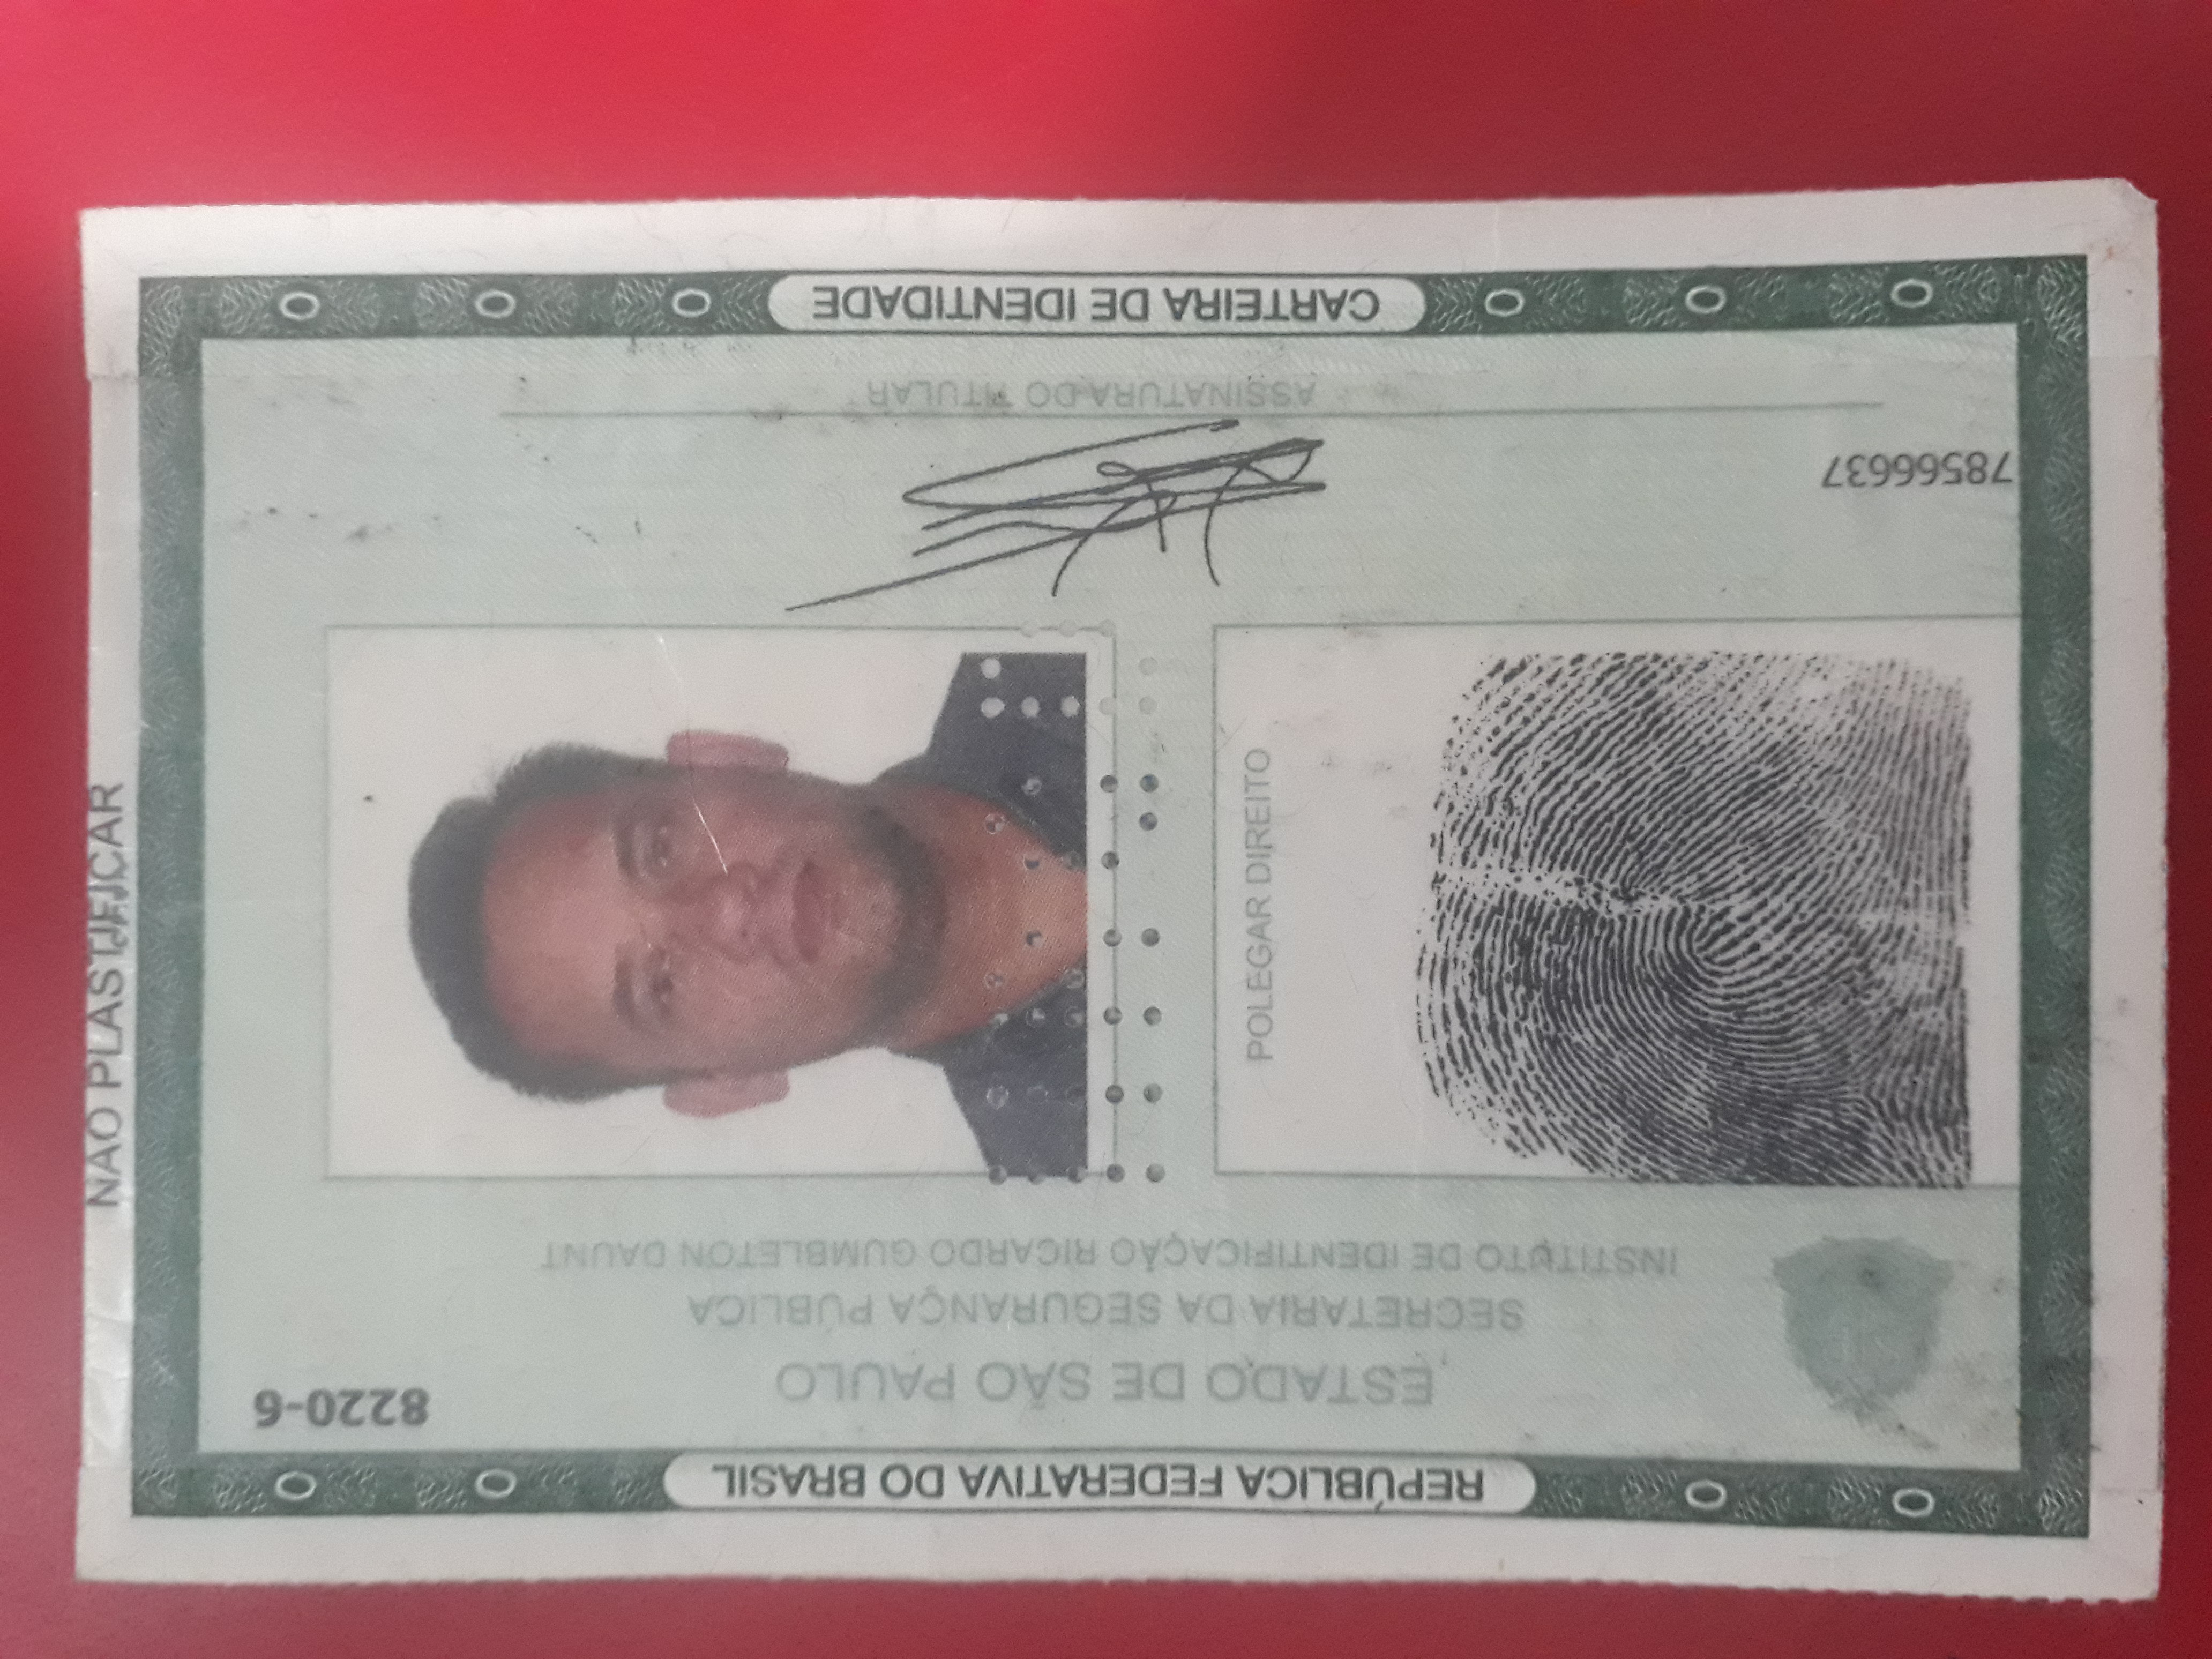 REPÚBLICA FEDERATIVA DO BRASIL
ESTADO DE SÃO PAULO
8220-6
SECRETARIA DA SEGURANÇA PÚBLICA
INSTITUTO DE IDENTIFICAÇÃO RICARDO GUMBLETON DAUNT
POLEGAR DIREITO
78566637
ASSINATURA DO TITULAR
CARTEIRA DE IDENTIDADE
NÃO PLASTIFICAR